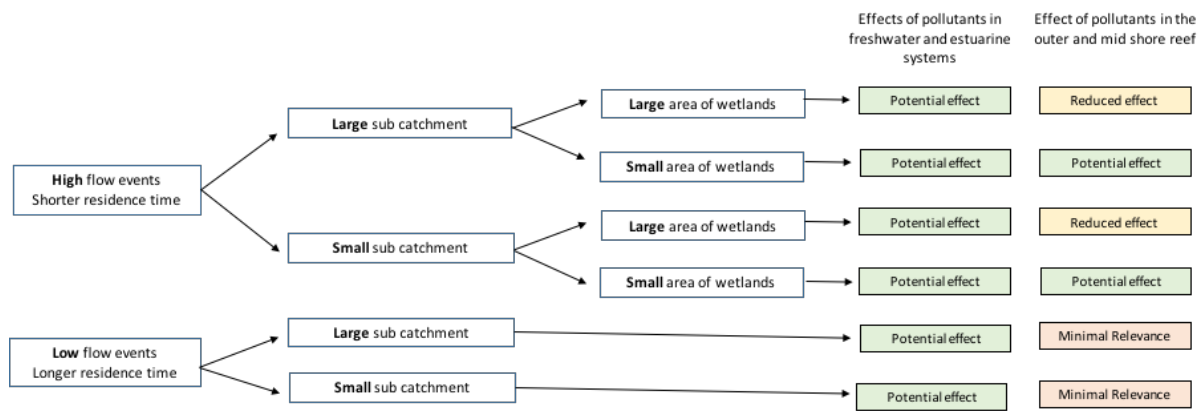 Effects of pollutants in
freshwater and estuarine
systems
Effect of pollutants in the
outer and mid shore reef
High flow events
Shorter residence time
Large sub catchment
Large area of wetlands
Potential effect
Reduced effect
Small area of wetlands
Potential effect
Potential effect
Small sub catchment
Large area of wetlands
Potential effect
Reduced effect
Small area of wetlands
Potential effect
Potential effect
Low flow events
Longer residence time
Large sub catchment
Potential effect
Minimal Relevance
Small sub catchment
Potential effect
Minimal Relevance